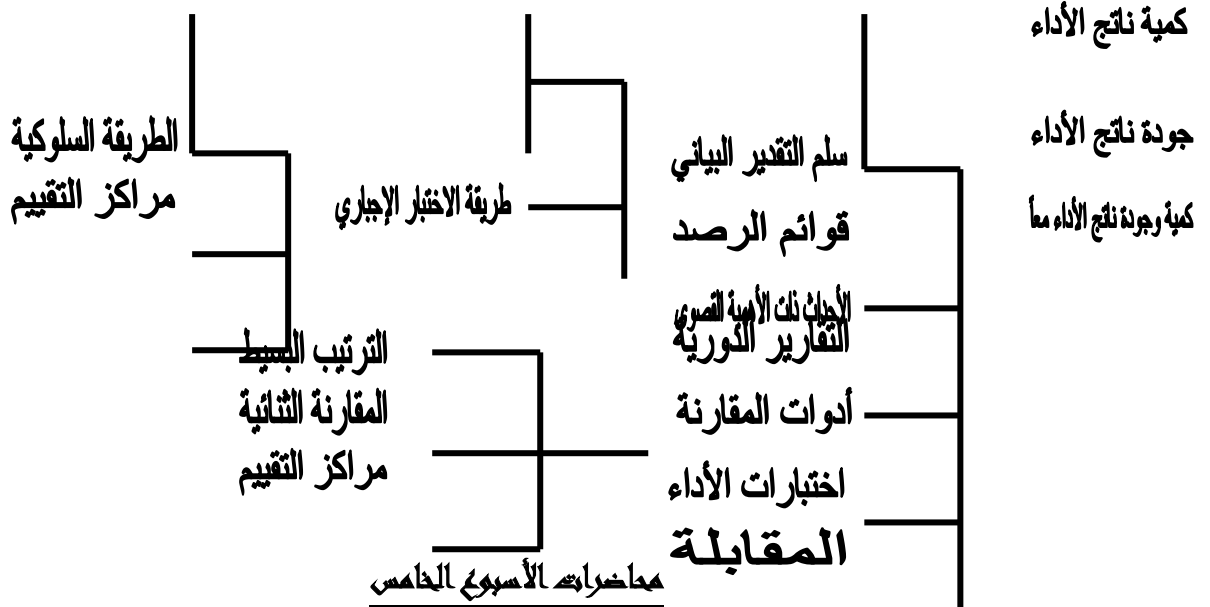 كمية ناتج الأداء
جودة ناتج الأداء
كمية وجودة ناتج الأداء معاً
سلم التقدير البياني
قوائم الرصد
الأحداث ذات الأهمية القصوى
التقارير الدورية
أدوات المقارنة
اختبارات الأداء
المقابلة
طريقة الاختبار الإجباري
الترتيب البسيط
المقارنة الثنائية
مراكز التقييم
الطريقة السلوكية
مراكز التقييم
محاضرات الأسبوع الخامس